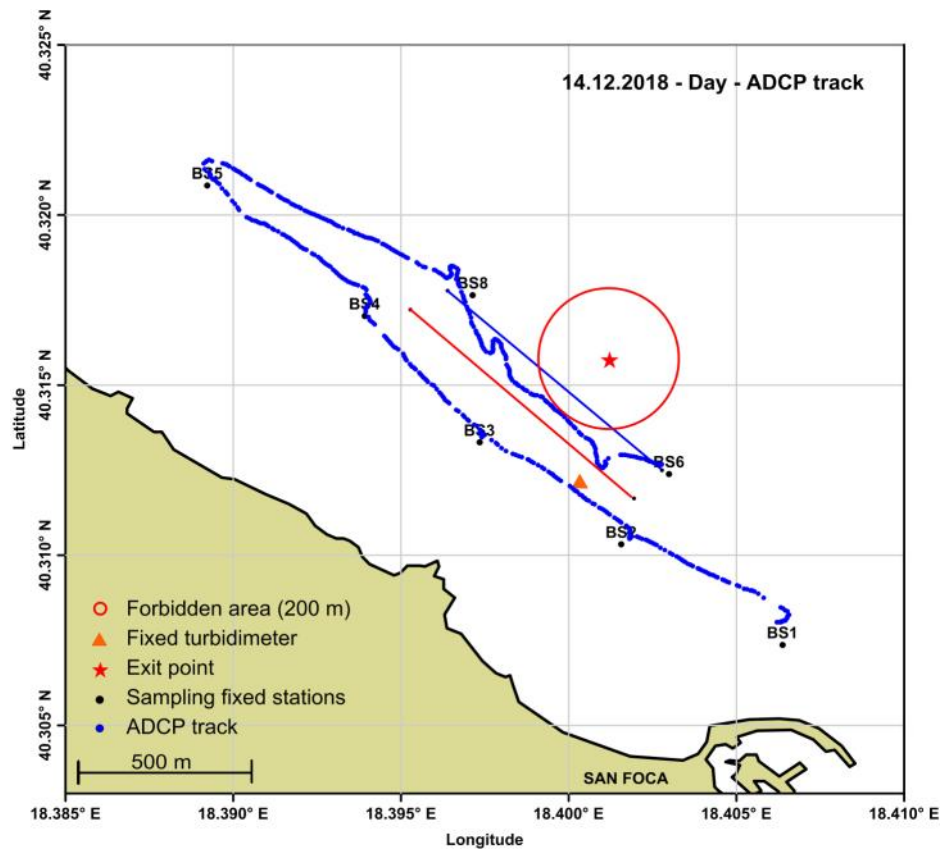 14.12.2018 - Day - ADCP track
40.325° N
40.320° N
40.315° N
40.310° N
40.305° N
Latitude
BS5
BS8
BS4
BS3
BS6
BS2
BS1
Forbidden area (200 m)
Fixed turbidimeter
Exit point
Sampling fixed stations
ADCP track
500 m
SAN FOCA
18.385° E
18.390° E
18.395° E
18.400° E
18.405° E
18.410° E
Longitude